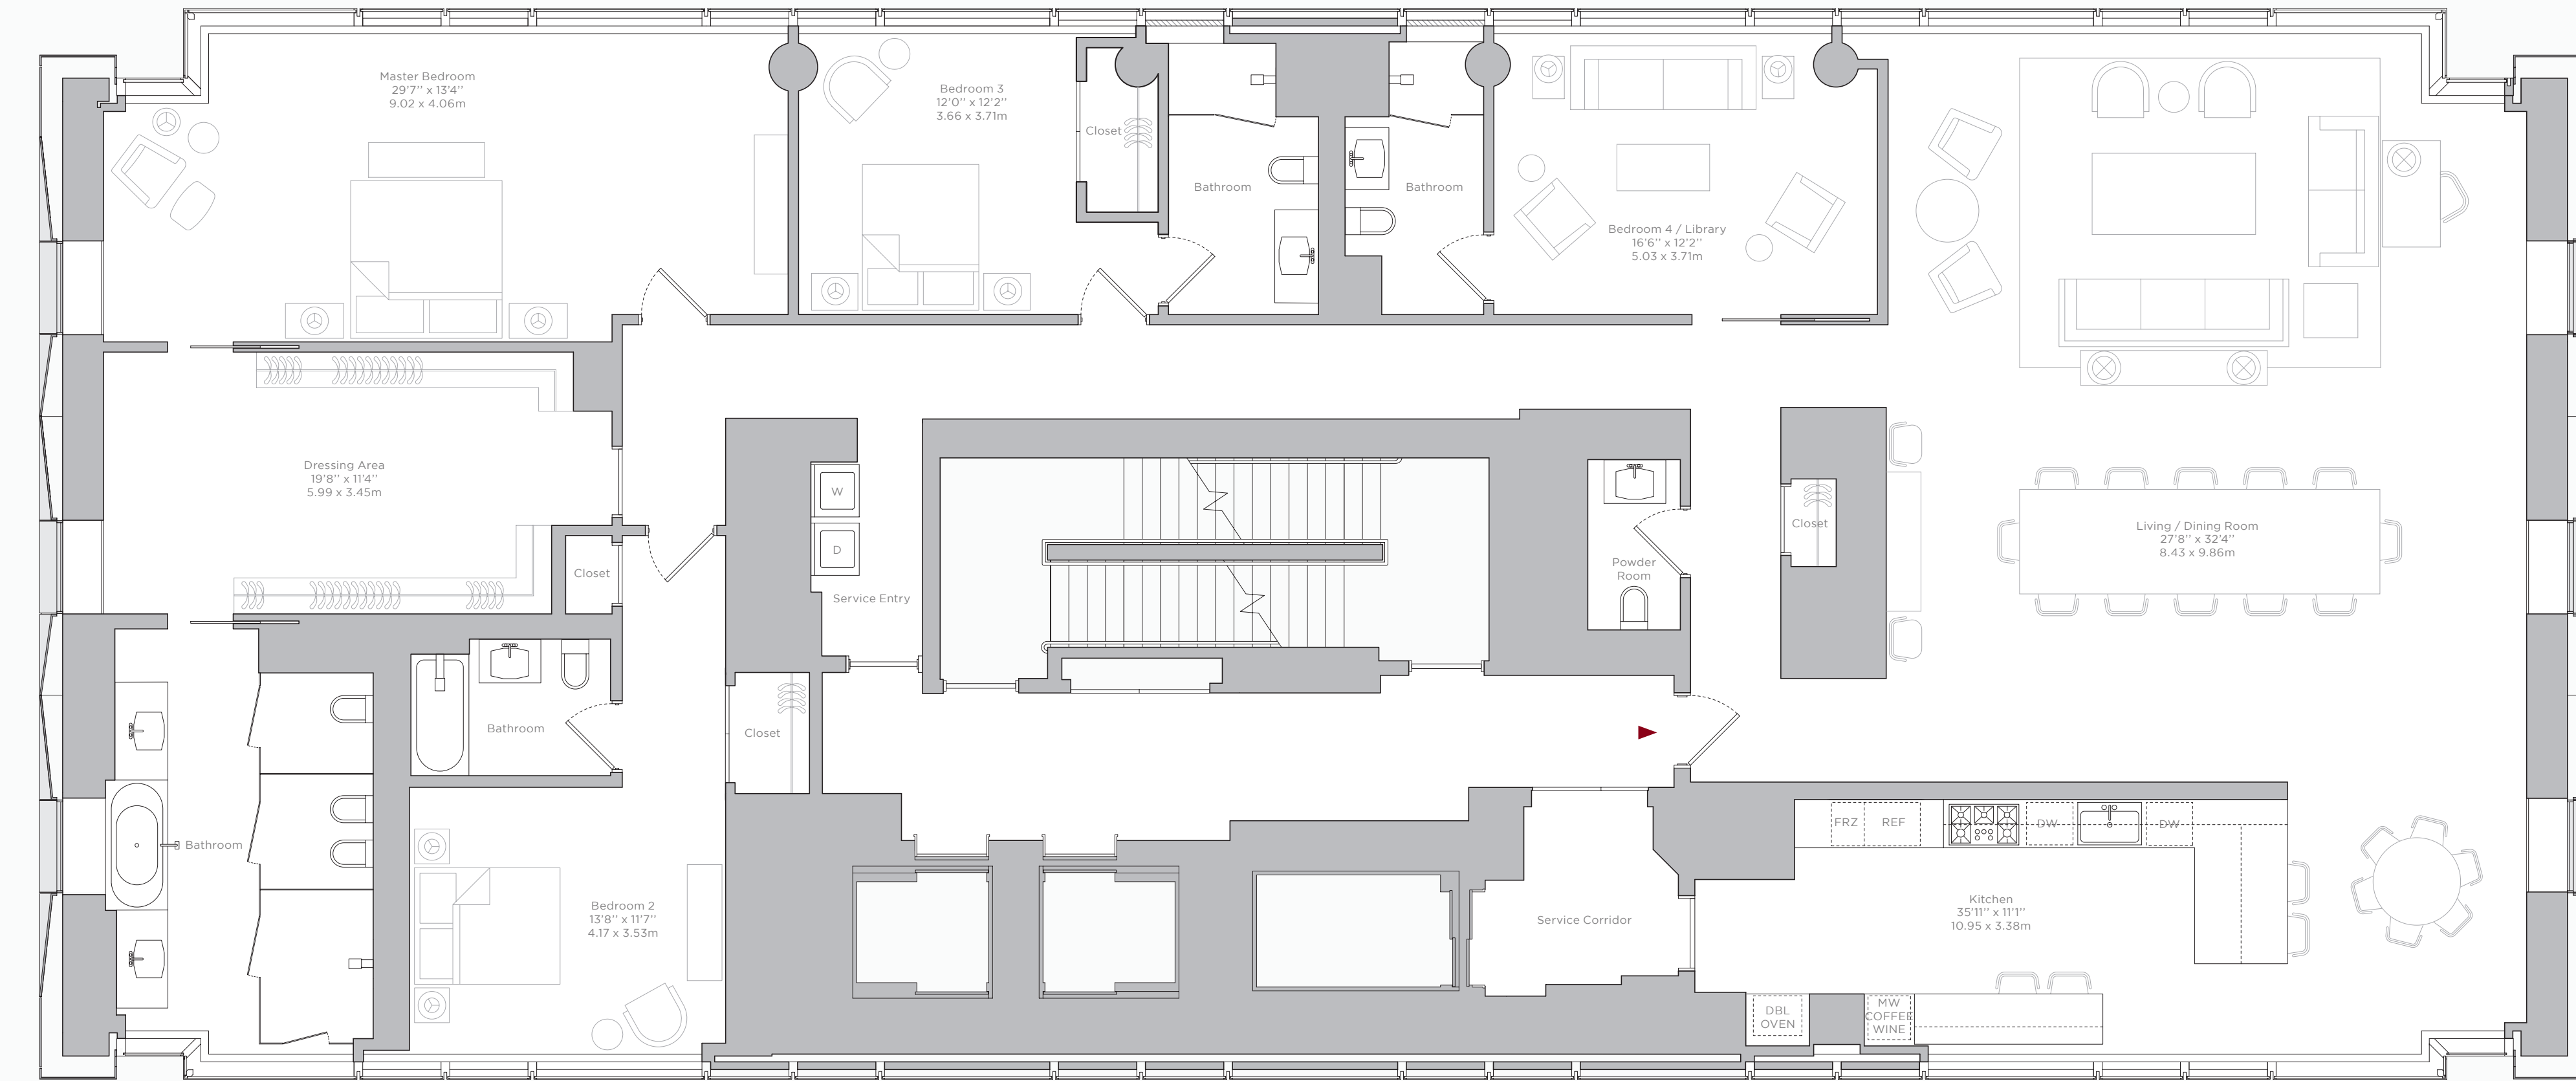 Master Bedroom
29'7'' x 13'4''
9.02 x 4.06m
Bedroom 3
12'0'' x 12'2''
3.66 x 3.71m
Closet
Bathroom
Bathroom
Bedroom 4 / Library
16'6'' x 12'2''
5.03 x 3.71m
Dressing Area
19'8'' x 11'4''
5.99 x 3.45m
Closet
W
D
Service Entry
Powder
Room
Closet
Living / Dining Room
27'8'' x 32'4''
8.43 x 9.86m
Bathroom
Closet
Bathroom
Bedroom 2
13'8'' x 11'7''
4.17 x 3.53m
Service Corridor
FRZ
REF
DW
DW
Kitchen
35'11'' x 11'1''
10.95 x 3.38m
DBL
OVEN
MW
COFFEE
WINE